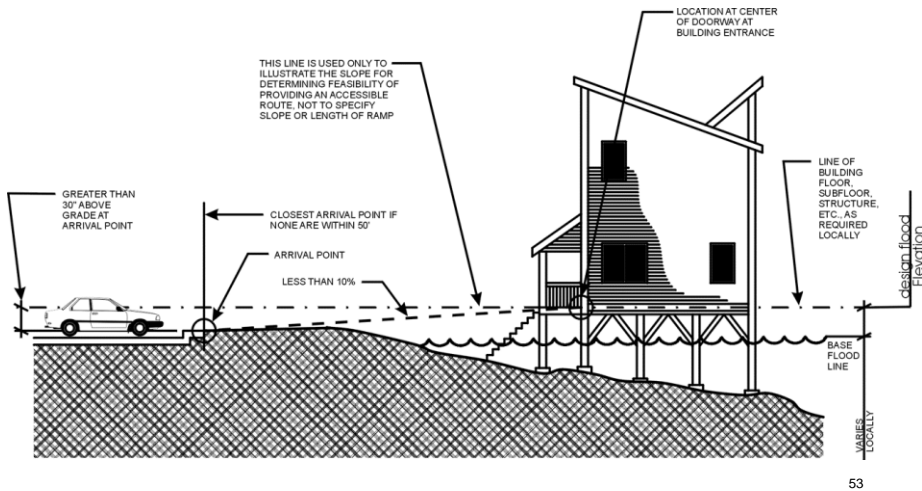 LOCATION AT CENTER
OF DOORWAY AT
BUILDING ENTRANCE
THIS LINE IS USED ONLY TO
ILLUSTRATE THE SLOPE FOR
DETERMINING FEASIBILITY OF
PROVIDING AN ACCESSIBLE
ROUTE, NOT TO SPECIFY
SLOPE OR LENGTH OF RAMP
GREATER THAN
30" ABOVE
GRADE AT
ARRIVAL POINT
CLOSEST ARRIVAL POINT IF
NONE ARE WITHIN 50'
ARRIVAL POINT
LESS THAN 10%
LINE OF
BUILDING
FLOOR,
SUBFLOOR,
STRUCTURE,
ETC., AS
REQUIRED
LOCALLY
design flood
Elevation
BASE
FLOOD
LINE
VARIES
LOCALLY
53